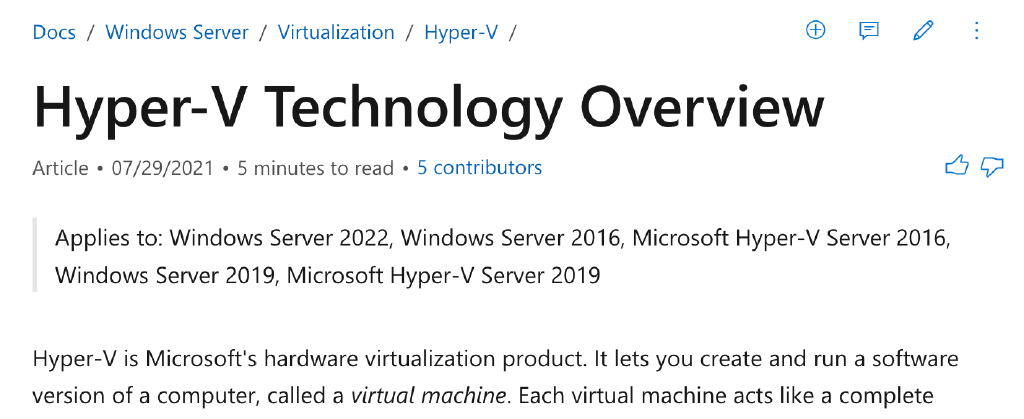 Docs / Windows Server / Virtualization / Hyper-V /
Hyper-V Technology Overview
Article • 07/29/2021 • 5 minutes to read • 5 contributors
Applies to: Windows Server 2022, Windows Server 2016, Microsoft Hyper-V Server 2016,
Windows Server 2019, Microsoft Hyper-V Server 2019
Hyper-V is Microsoft's hardware virtualization product. It lets you create and run a software
version of a computer, called a virtual machine. Each virtual machine acts like a complete